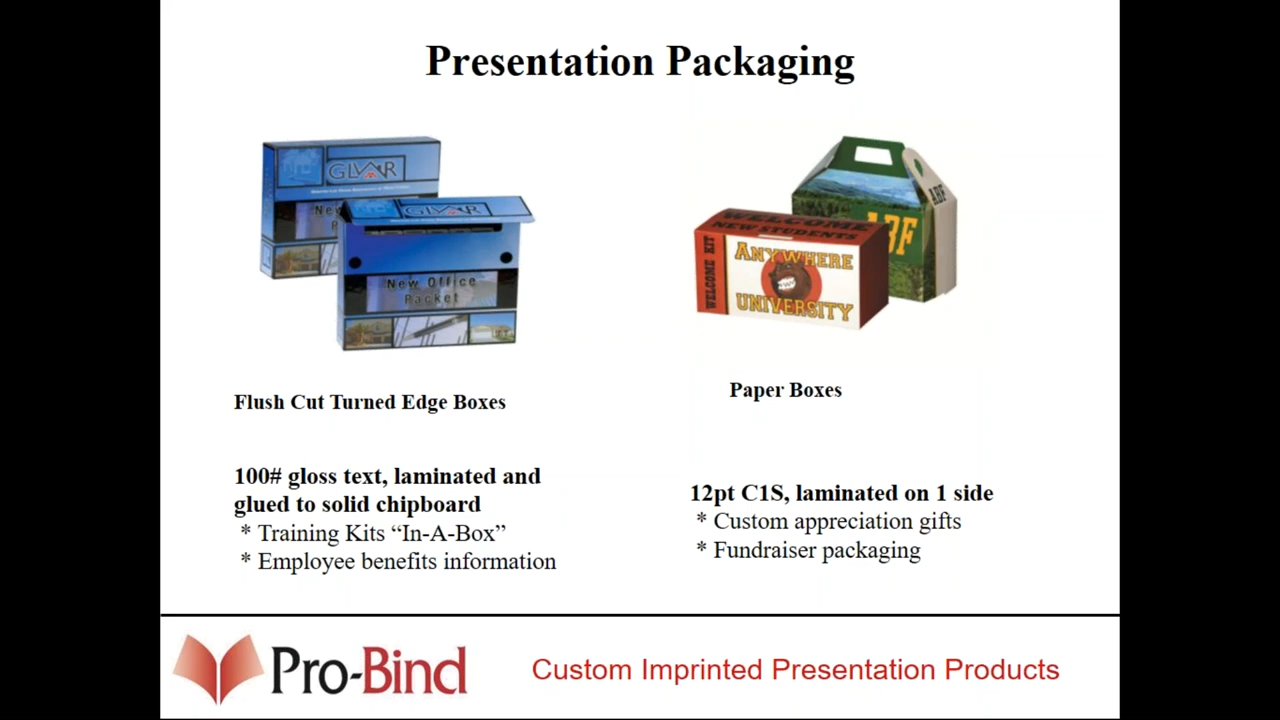 Presentation Packaging
GLVAR
GLVAR
New Office
Packet
WELCOME
NEW STUDENTS
WELCOME KIT
ANYWHERE
UNIVERSITY
ABF
ABF
Flush Cut Turned Edge Boxes
Paper Boxes
100# gloss text, laminated and
glued to solid chipboard
* Training Kits “In-A-Box”
* Employee benefits information
12pt C1S, laminated on 1 side
* Custom appreciation gifts
* Fundraiser packaging
Pro-Bind
Custom Imprinted Presentation Products